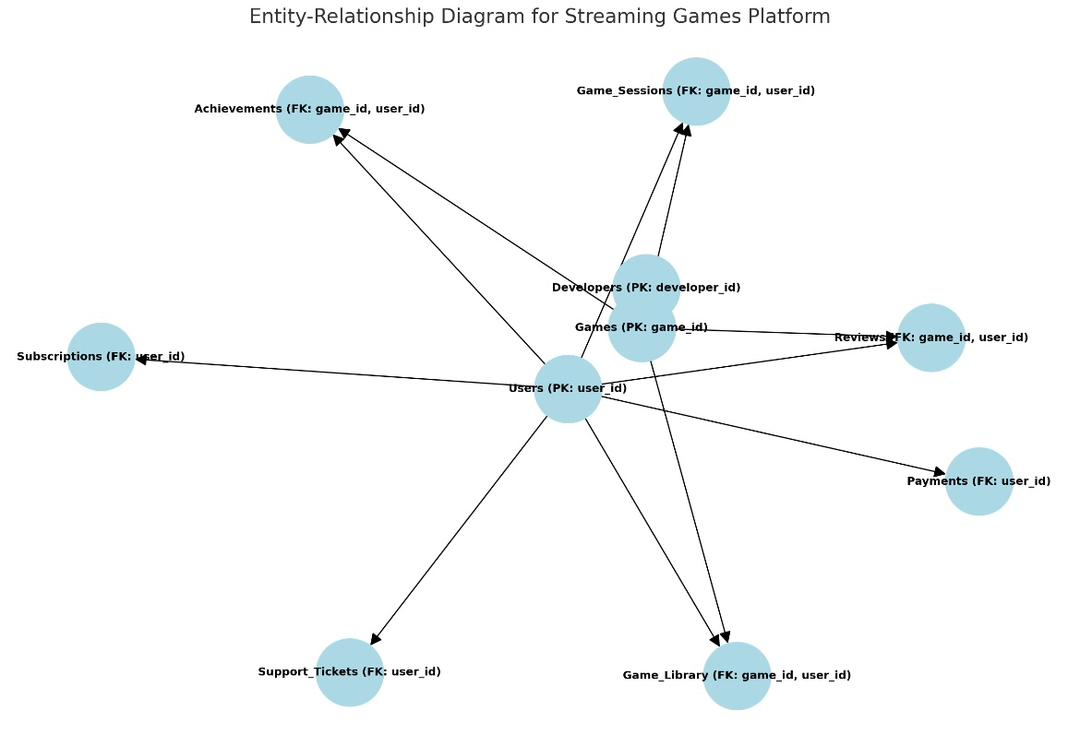 Entity-Relationship Diagram for Streaming Games Platform
Game_Sessions (FK: game_id, user_id)
Achievements (FK: game_id, user_id)
Developers (PK: developer_id)
Games (PK: game_id)
Reviews (FK: game_id, user_id)
Subscriptions (FK: user_id)
Users (PK: user_id)
Payments (FK: user_id)
Support_Tickets (FK: user_id)
Game_Library (FK: game_id, user_id)